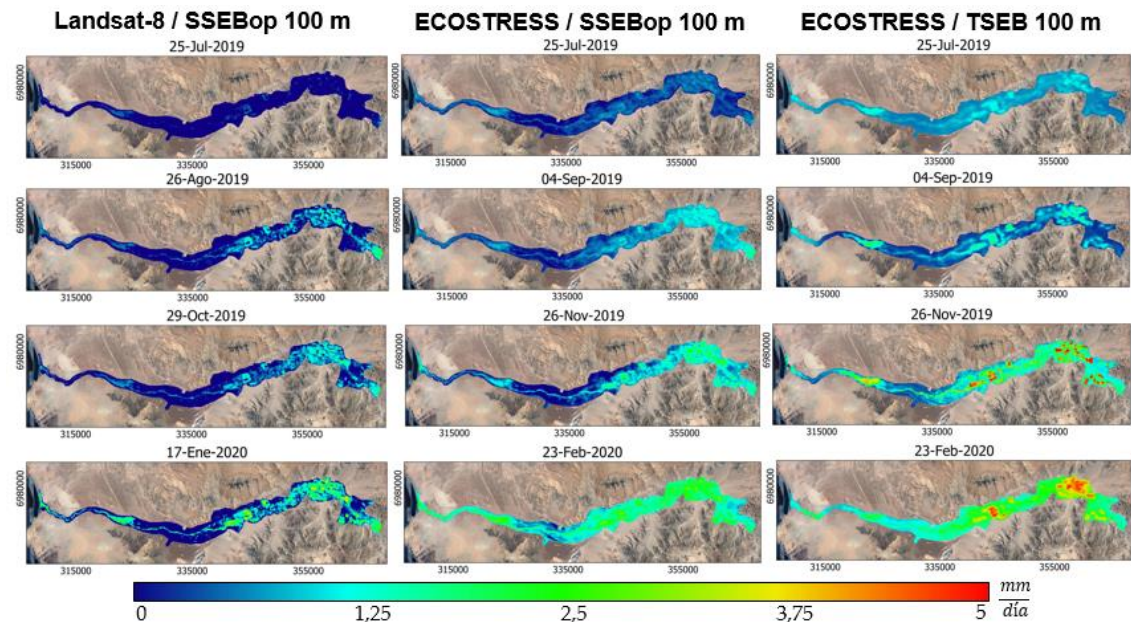 Landsat-8 / SSEBop 100 m ECOSTRESS / SSEBop 100 m ECOSTRESS / TSEB 100 m
25-Jul-2019 25-Jul-2019 25-Jul-2019
6980000 6980000 6980000
315000 335000 355000 315000 335000 355000 315000 335000 355000
26-Ago-2019 04-Sep-2019 04-Sep-2019
6980000 6980000 6980000
315000 335000 355000 315000 335000 355000 315000 335000 355000
29-Oct-2019 26-Nov-2019 26-Nov-2019
6980000 6980000 6980000
315000 335000 355000 315000 335000 355000 315000 335000 355000
17-Ene-2020 23-Feb-2020 23-Feb-2020
6980000 6980000 6980000
315000 335000 355000 315000 335000 355000 315000 335000 355000
0 1,25 2,5 3,75 5 mm
día